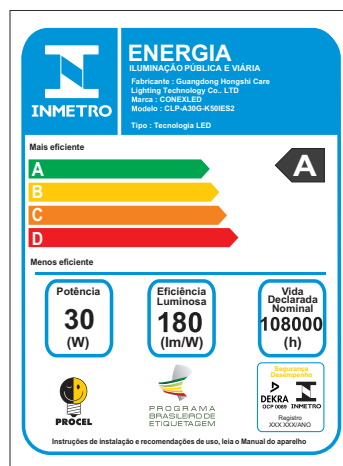 INMETRO
ENERGIA
ILUMINAÇÃO PÚBLICA E VIÁRIA
Fabricante : Guangdong Hongshi Care
Lighting Technology Co.. LTD
Marca : CONEXLED
Modelo : CLP-A30G-K50IES2
Tipo : Tecnologia LED
Mais eficiente
A
A
B
C
D
Menos eficiente
Potência
30
(W)
Eficiência
Luminosa
180
(lm/W)
Vida
Declarada
Nominal
108000
(h)
PROCEL
PROGRAMA
BRASILEIRO DE
ETIQUETAGEM
Segurança
Desempenho
DEKRA
OCP 0089
INMETRO
Registro
XXX.XXX/ANO
Instruções de instalação e recomendações de uso, leia o Manual do aparelho